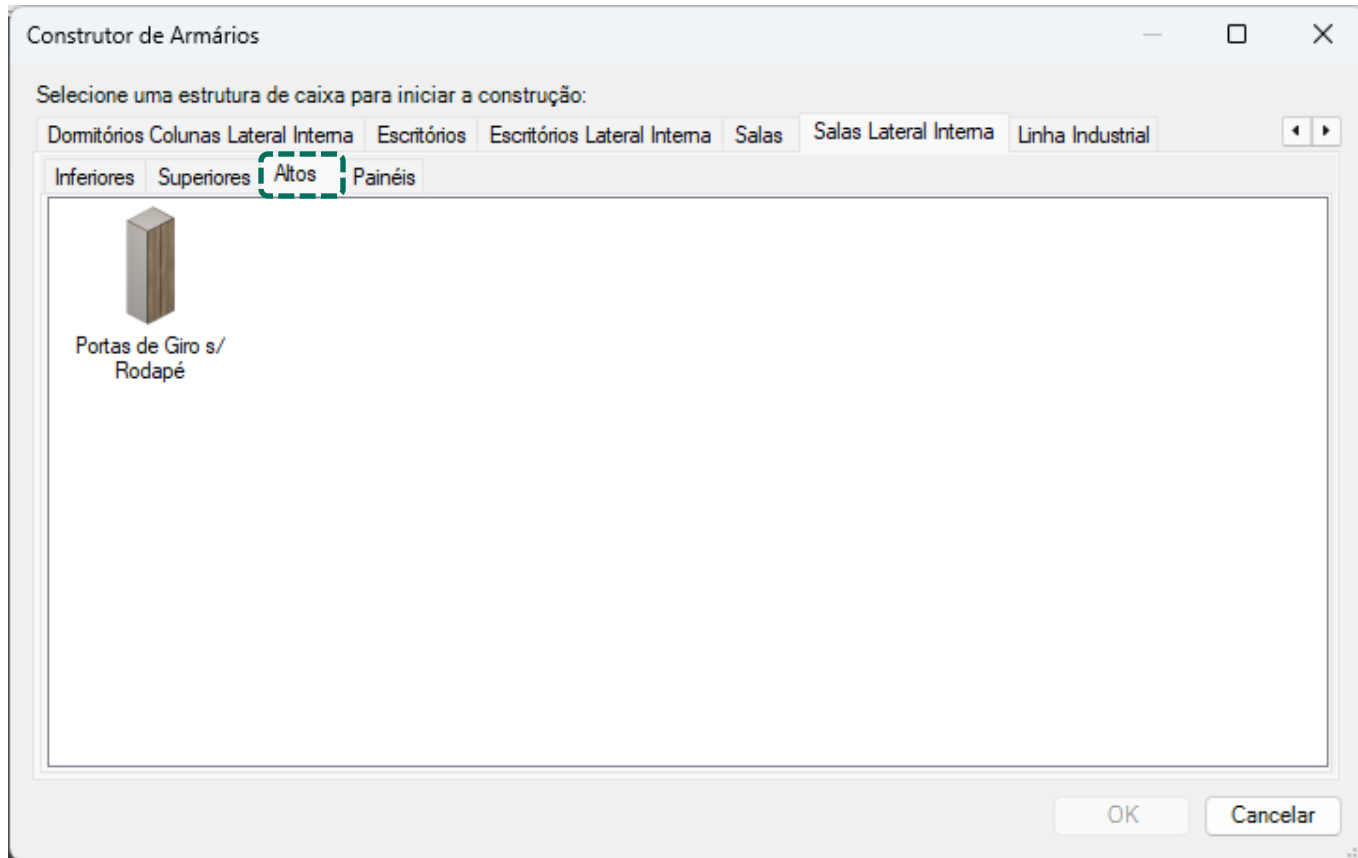 Construtor de Armários
Selecione uma estrutura de caixa para iniciar a construção:
Dormitórios Colunas Lateral Interna Escritórios Escritórios Lateral Interna Salas Salas Lateral Interna Linha Industrial
Inferiores Superiores Altos Painéis
Portas de Giro s/
Rodapé
OK Cancelar